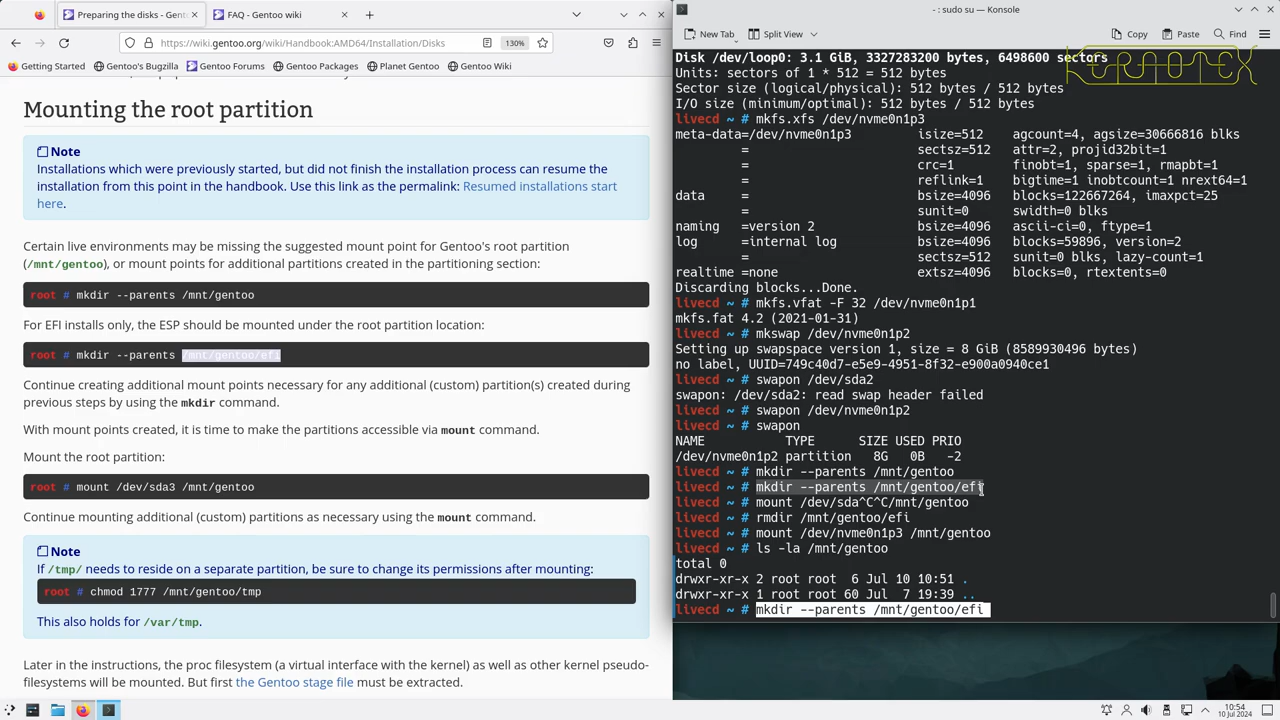 Preparing the disks - Gent
FAQ - Gentoo wiki
https://wiki.gentoo.org/wiki/Handbook:AMD64/Installation/Disks
130%
Getting Started
Gentoo's Bugzilla
Gentoo Forums
Gentoo Packages
Planet Gentoo
Gentoo Wiki
Mounting the root partition
Note
Installations which were previously started, but did not finish the installation process can resume the
installation from this point in the handbook. Use this link as the permalink: Resumed installations start
here.
Certain live environments may be missing the suggested mount point for Gentoo's root partition
(/mnt/gentoo), or mount points for additional partitions created in the partitioning section:
root # mkdir --parents /mnt/gentoo
For EFI installs only, the ESP should be mounted under the root partition location:
root # mkdir --parents /mnt/gentoo/efi
Continue creating additional mount points necessary for any additional (custom) partition(s) created during
previous steps by using the mkdir command.
With mount points created, it is time to make the partitions accessible via mount command.
Mount the root partition:
root # mount /dev/sda3 /mnt/gentoo
Continue mounting additional (custom) partitions as necessary using the mount command.
Note
If /tmp/ needs to reside on a separate partition, be sure to change its permissions after mounting:
root # chmod 1777 /mnt/gentoo/tmp
This also holds for /var/tmp.
Later in the instructions, the proc filesystem (a virtual interface with the kernel) as well as other kernel pseudo-
filesystems will be mounted. But first the Gentoo stage file must be extracted.
- : sudo su — Konsole
New Tab
Split View
Copy
Paste
Find
Disk /dev/loop0: 3.1 GiB, 3327283200 bytes, 6498600 sectors
Units: sectors of 1 * 512 = 512 bytes
Sector size (logical/physical): 512 bytes / 512 bytes
I/O size (minimum/optimal): 512 bytes / 512 bytes
livecd ~ # mkfs.xfs /dev/nvme0n1p3
meta-data=/dev/nvme0n1p3 isize=512 agcount=4, agsize=30666816 blks
= sectsz=512 attr=2, projid32bit=1
= crc=1 finobt=1, sparse=1, rmapbt=1
= reflink=1 bigtime=1 inobtcount=1 nrext64=1
data = bsize=4096 blocks=122667264, imaxpct=25
= sunit=0 swidth=0 blks
naming =version 2 bsize=4096 ascii-ci=0, ftype=1
log =internal log bsize=4096 blocks=59896, version=2
= sectsz=512 sunit=0 blks, lazy-count=1
realtime =none extsz=4096 blocks=0, rtextents=0
Discarding blocks...Done.
livecd ~ # mkfs.vfat -F 32 /dev/nvme0n1p1
mkfs.fat 4.2 (2021-01-31)
livecd ~ # mkswap /dev/nvme0n1p2
Setting up swapspace version 1, size = 8 GiB (8589930496 bytes)
no label, UUID=749c40d7-e5e9-4951-8f32-e900a0940ce1
livecd ~ # swapon /dev/sda2
swapon: /dev/sda2: read swap header failed
livecd ~ # swapon /dev/nvme0n1p2
livecd ~ # swapon
NAME TYPE SIZE USED PRIO
/dev/nvme0n1p2 partition 8G 0B -2
livecd ~ # mkdir --parents /mnt/gentoo
livecd ~ # mkdir --parents /mnt/gentoo/efi
livecd ~ # mount /dev/sda^C^C/mnt/gentoo
livecd ~ # rmdir /mnt/gentoo/efi
livecd ~ # mount /dev/nvme0n1p3 /mnt/gentoo
livecd ~ # ls -la /mnt/gentoo
total 0
drwxr-xr-x 2 root root 6 Jul 10 10:51 .
drwxr-xr-x 1 root root 60 Jul 7 19:39 ..
livecd ~ # mkdir --parents /mnt/gentoo/efi
10:54
10 Jul 2024